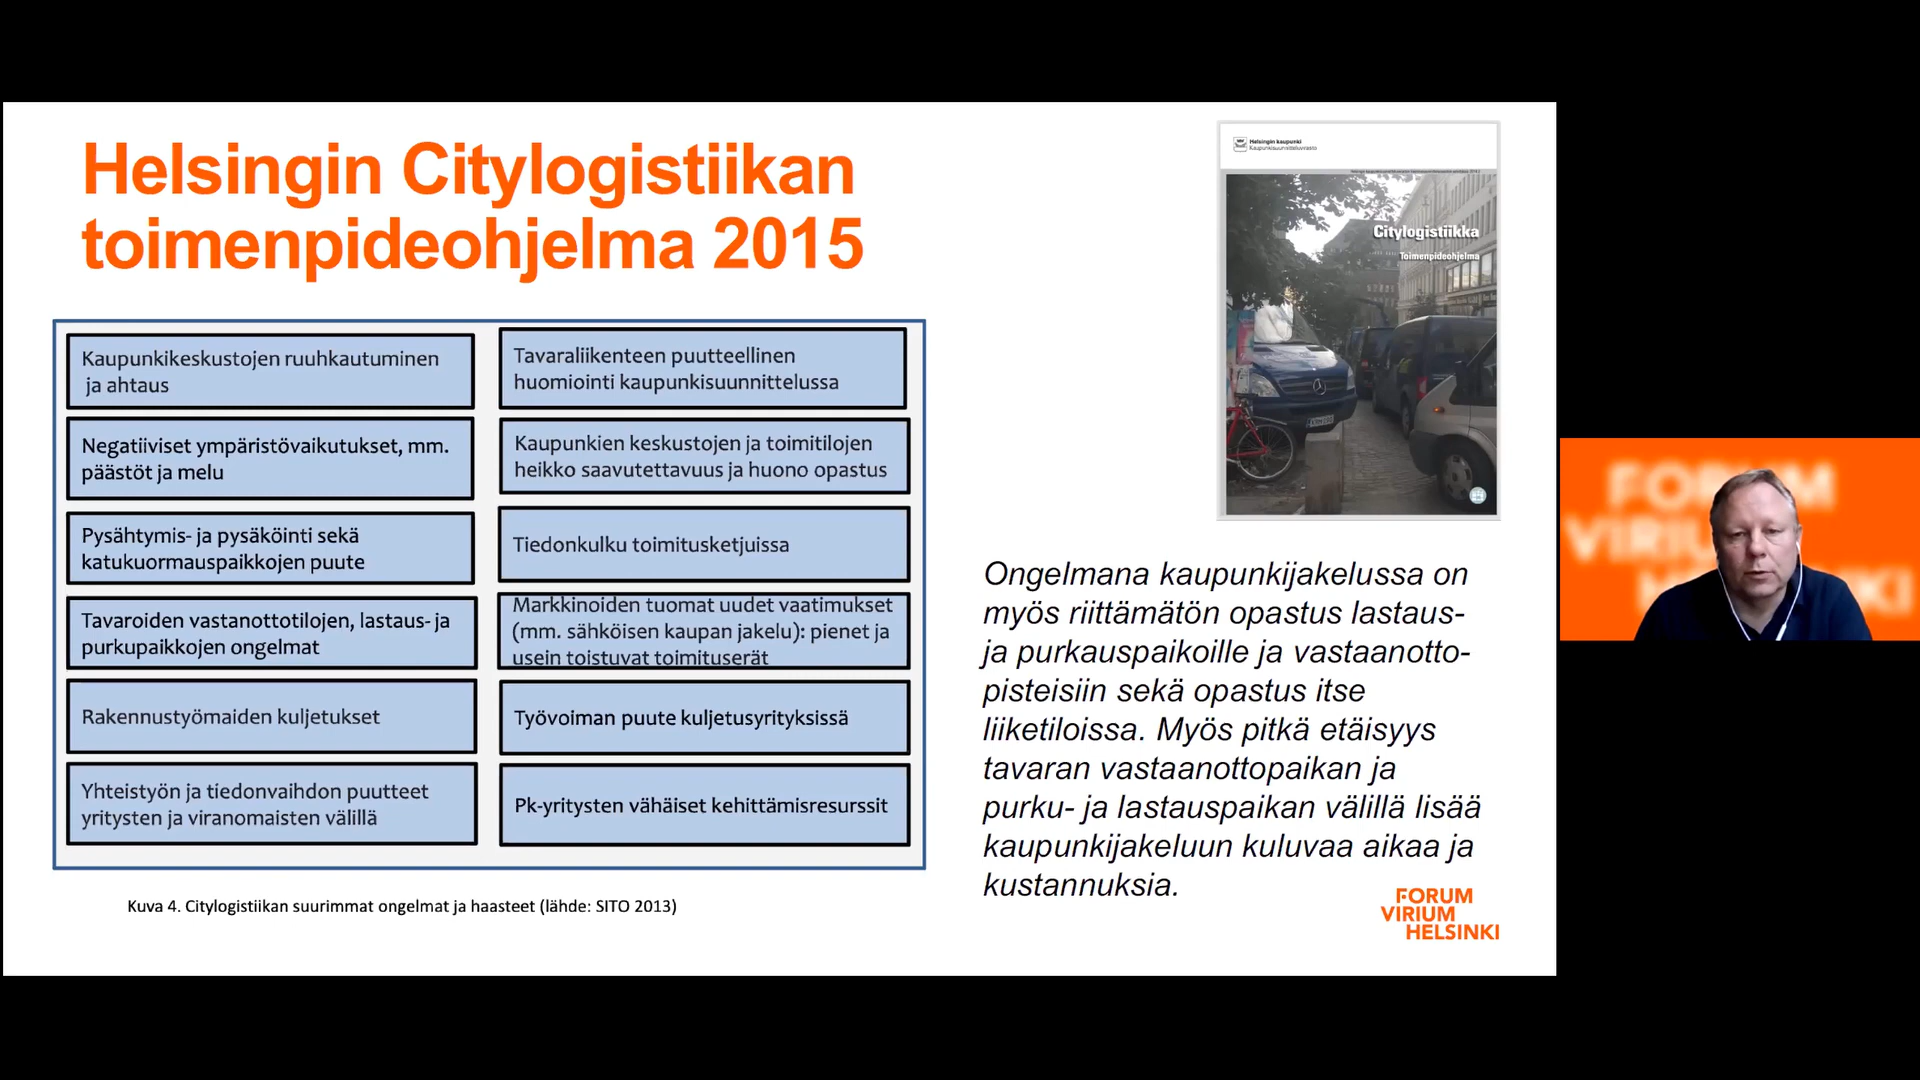 Helsingin Citylogistiikan
toimenpideohjelma 2015
Kaupunkikeskustojen ruuhkautuminen
ja ahtaus
Negatiiviset ympäristövaikutukset, mm.
päästöt ja melu
Pysähtymis- ja pysäköinti sekä
katukuormauspaikkojen puute
Tavaroiden vastanottotilojen, lastaus- ja
purkupaikkojen ongelmat
Rakennustyömaiden kuljetukset
Yhteistyön ja tiedonvaihdon puutteet
yritysten ja viranomaisten välillä
Tavaraliikenteen puutteellinen
huomiointi kaupunkisuunnittelussa
Kaupunkien keskustojen ja toimitilojen
heikko saavutettavuus ja huono opastus
Tiedonkulku toimitusketjuissa
Markkinoiden tuomat uudet vaatimukset
(mm. sähköisen kaupan jakelu): pienet ja
usein toistuvat toimituserät
Työvoiman puute kuljetusyrityksissä
Pk-yritysten vähäiset kehittämisresurssit
Kuva 4. Citylogistiikan suurimmat ongelmat ja haasteet (lähde: SITO 2013)
Helsingin kaupunki
Kaupunkisuunnitteluvirasto
Citylogistiikka
Toimenpideohjelma
Ongelmana kaupunkijakelussa on
myös riittämätön opastus lastaus-
ja purkauspaikoille ja vastaanotto-
pisteisiin sekä opastus itse
liiketiloissa. Myös pitkä etäisyys
tavaran vastaanottopaikan ja
purku- ja lastauspaikan välillä lisää
kaupunkijakeluun kuluvaa aikaa ja
kustannuksia.
FORUM
VIRIUM
HELSINKI
FORUM
VIRIUM